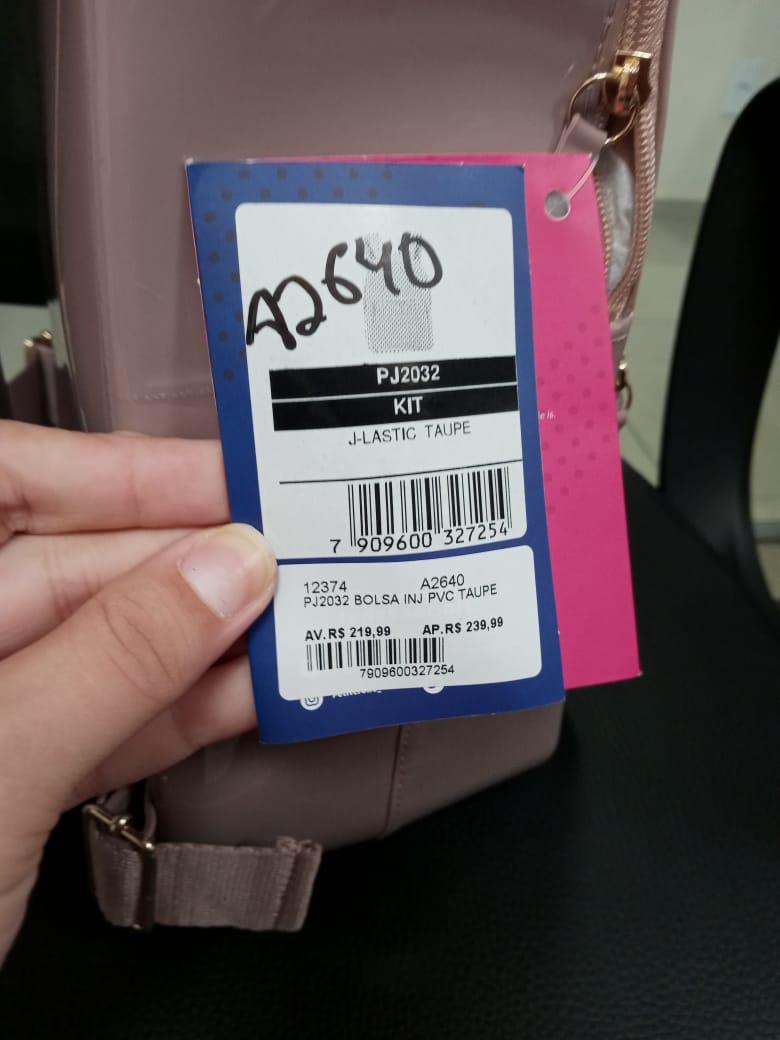 A2640
PJ2032
KIT
J-LASTIC TAUPE
7 909600 327254
12374 A2640
PJ2032 BOLSA INJ PVC TAUPE
AV.R$ 219,99 AP.R$ 239,99
7909600327254